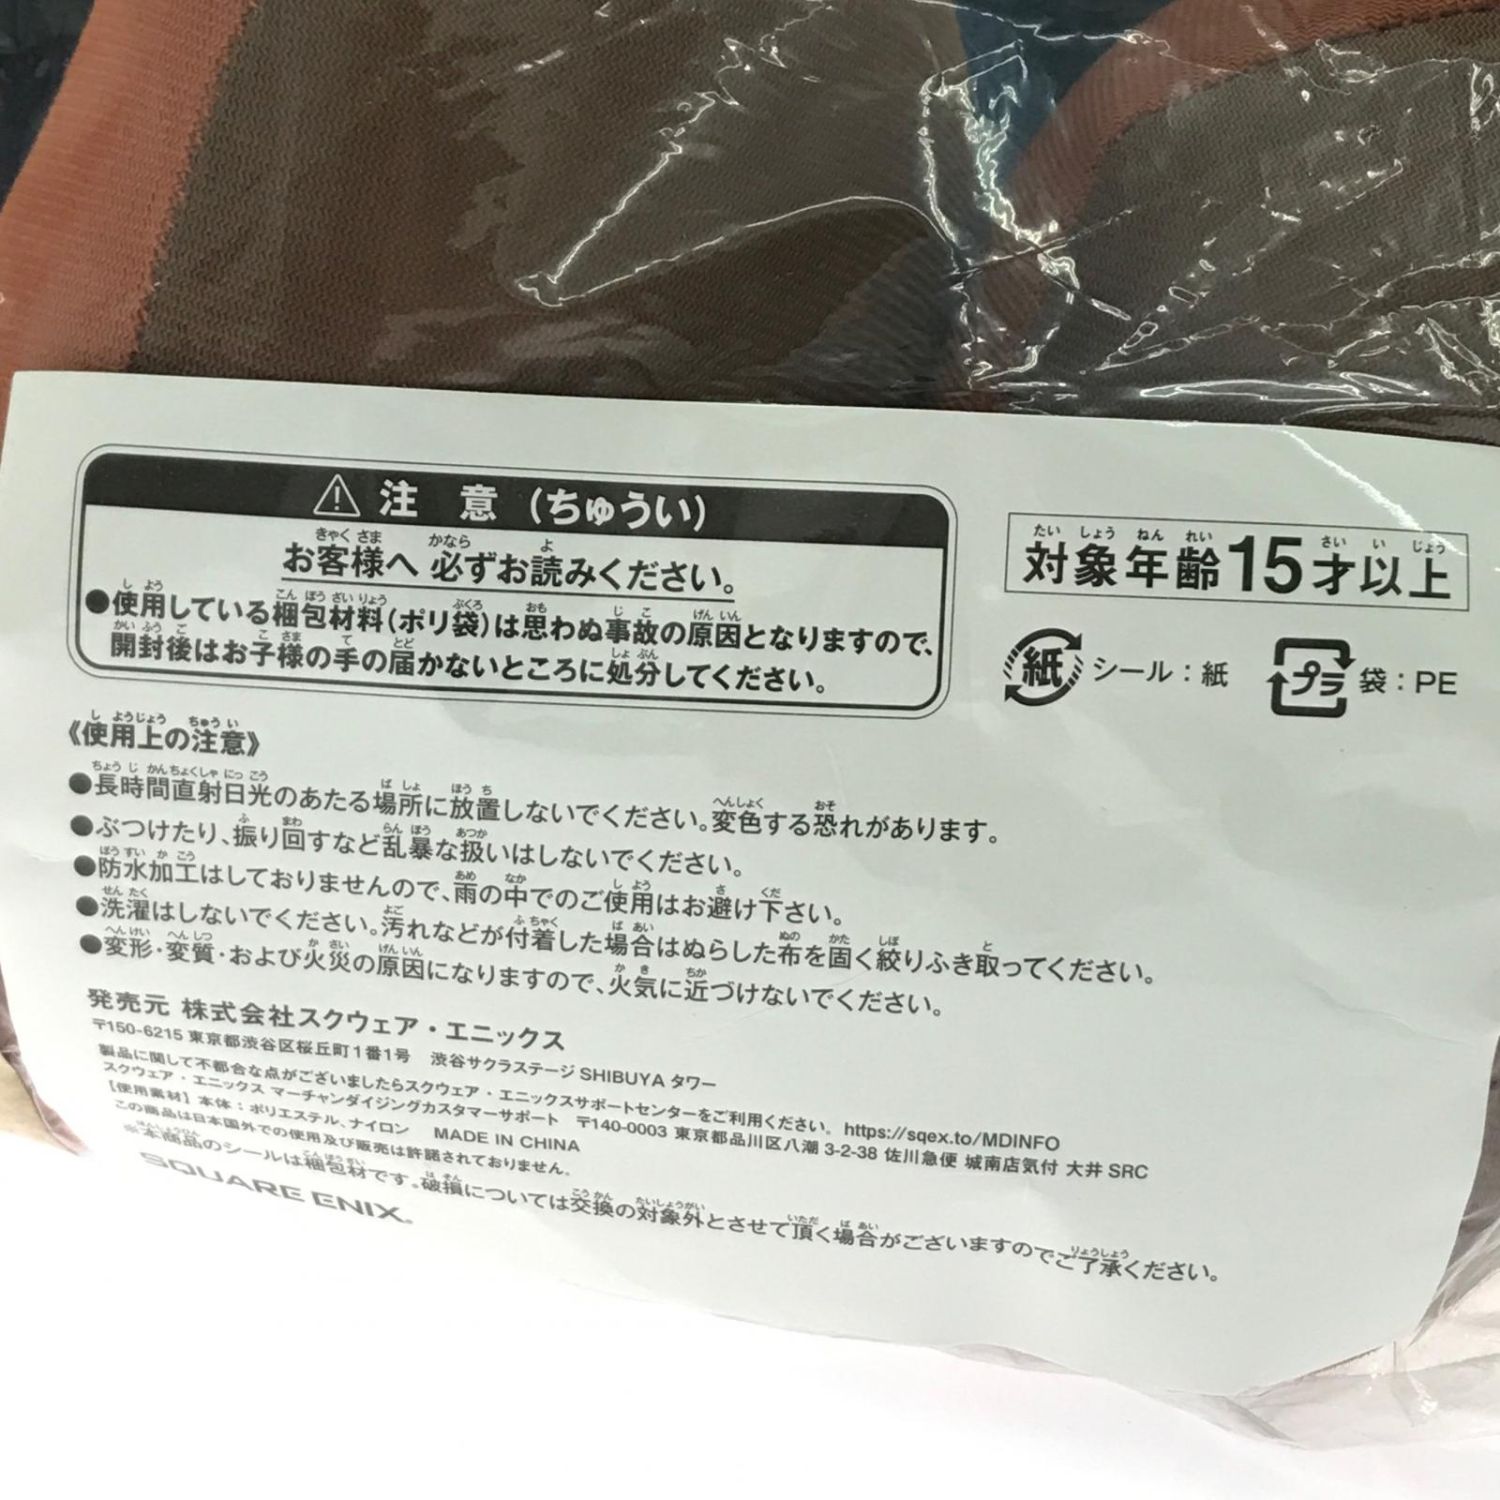 ⚠注意(ちゅうい)
お客様へ 必ずお読みください。
●使用している梱包材料(ポリ袋)は思わぬ事故の原因となりますので、
開封後はお子様の手の届かないところに処分してください。
対象年齢15才以上
紙 シール:紙
プラ 袋:PE
《使用上の注意》
●長時間直射日光のあたる場所に放置しないでください。変色する恐れがあります。
●ぶつけたり、振り回すなど乱暴な扱いはしないでください。
●防水加工はしておりませんので、雨の中でのご使用はお避け下さい。
●洗濯はしないでください。汚れなどが付着した場合はぬらした布を固く絞りふき取ってください。
●変形・変質・および火災の原因になりますので、火気に近づけないでください。
発売元 株式会社スクウェア・エニックス
〒150-6215 東京都渋谷区桜丘町1番1号 渋谷サクラステージ SHIBUYA タワー
製品に関して不都合な点がございましたらスクウェア・エニックスサポートセンターをご利用ください。https://sqex.to/MDINFO
スクウェア・エニックス マーチャンダイジングカスタマーサポート 〒140-0003 東京都品川区八潮 3-2-38 佐川急便 城南店気付 大井 SRC
【使用素材】本体:ポリエステル、ナイロン MADE IN CHINA
この商品は日本国外での使用及び販売は許諾されておりません。
※本商品のシールは梱包材です。破損については交換の対象外とさせて頂く場合がございますのでご了承ください。
SQUARE ENIX.